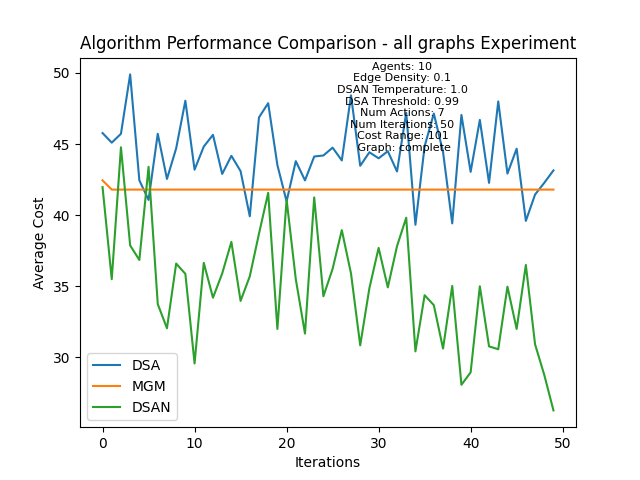 Algorithm Performance Comparison - all graphs Experiment
Agents: 10
Edge Density: 0.1
DSAN Temperature: 1.0
DSA Threshold: 0.99
Num Actions: 7
Num Iterations: 50
Cost Range: 101
Graph: complete
Average Cost
50
45
40
35
30
DSA
MGM
DSAN
0
10
20
30
40
50
Iterations